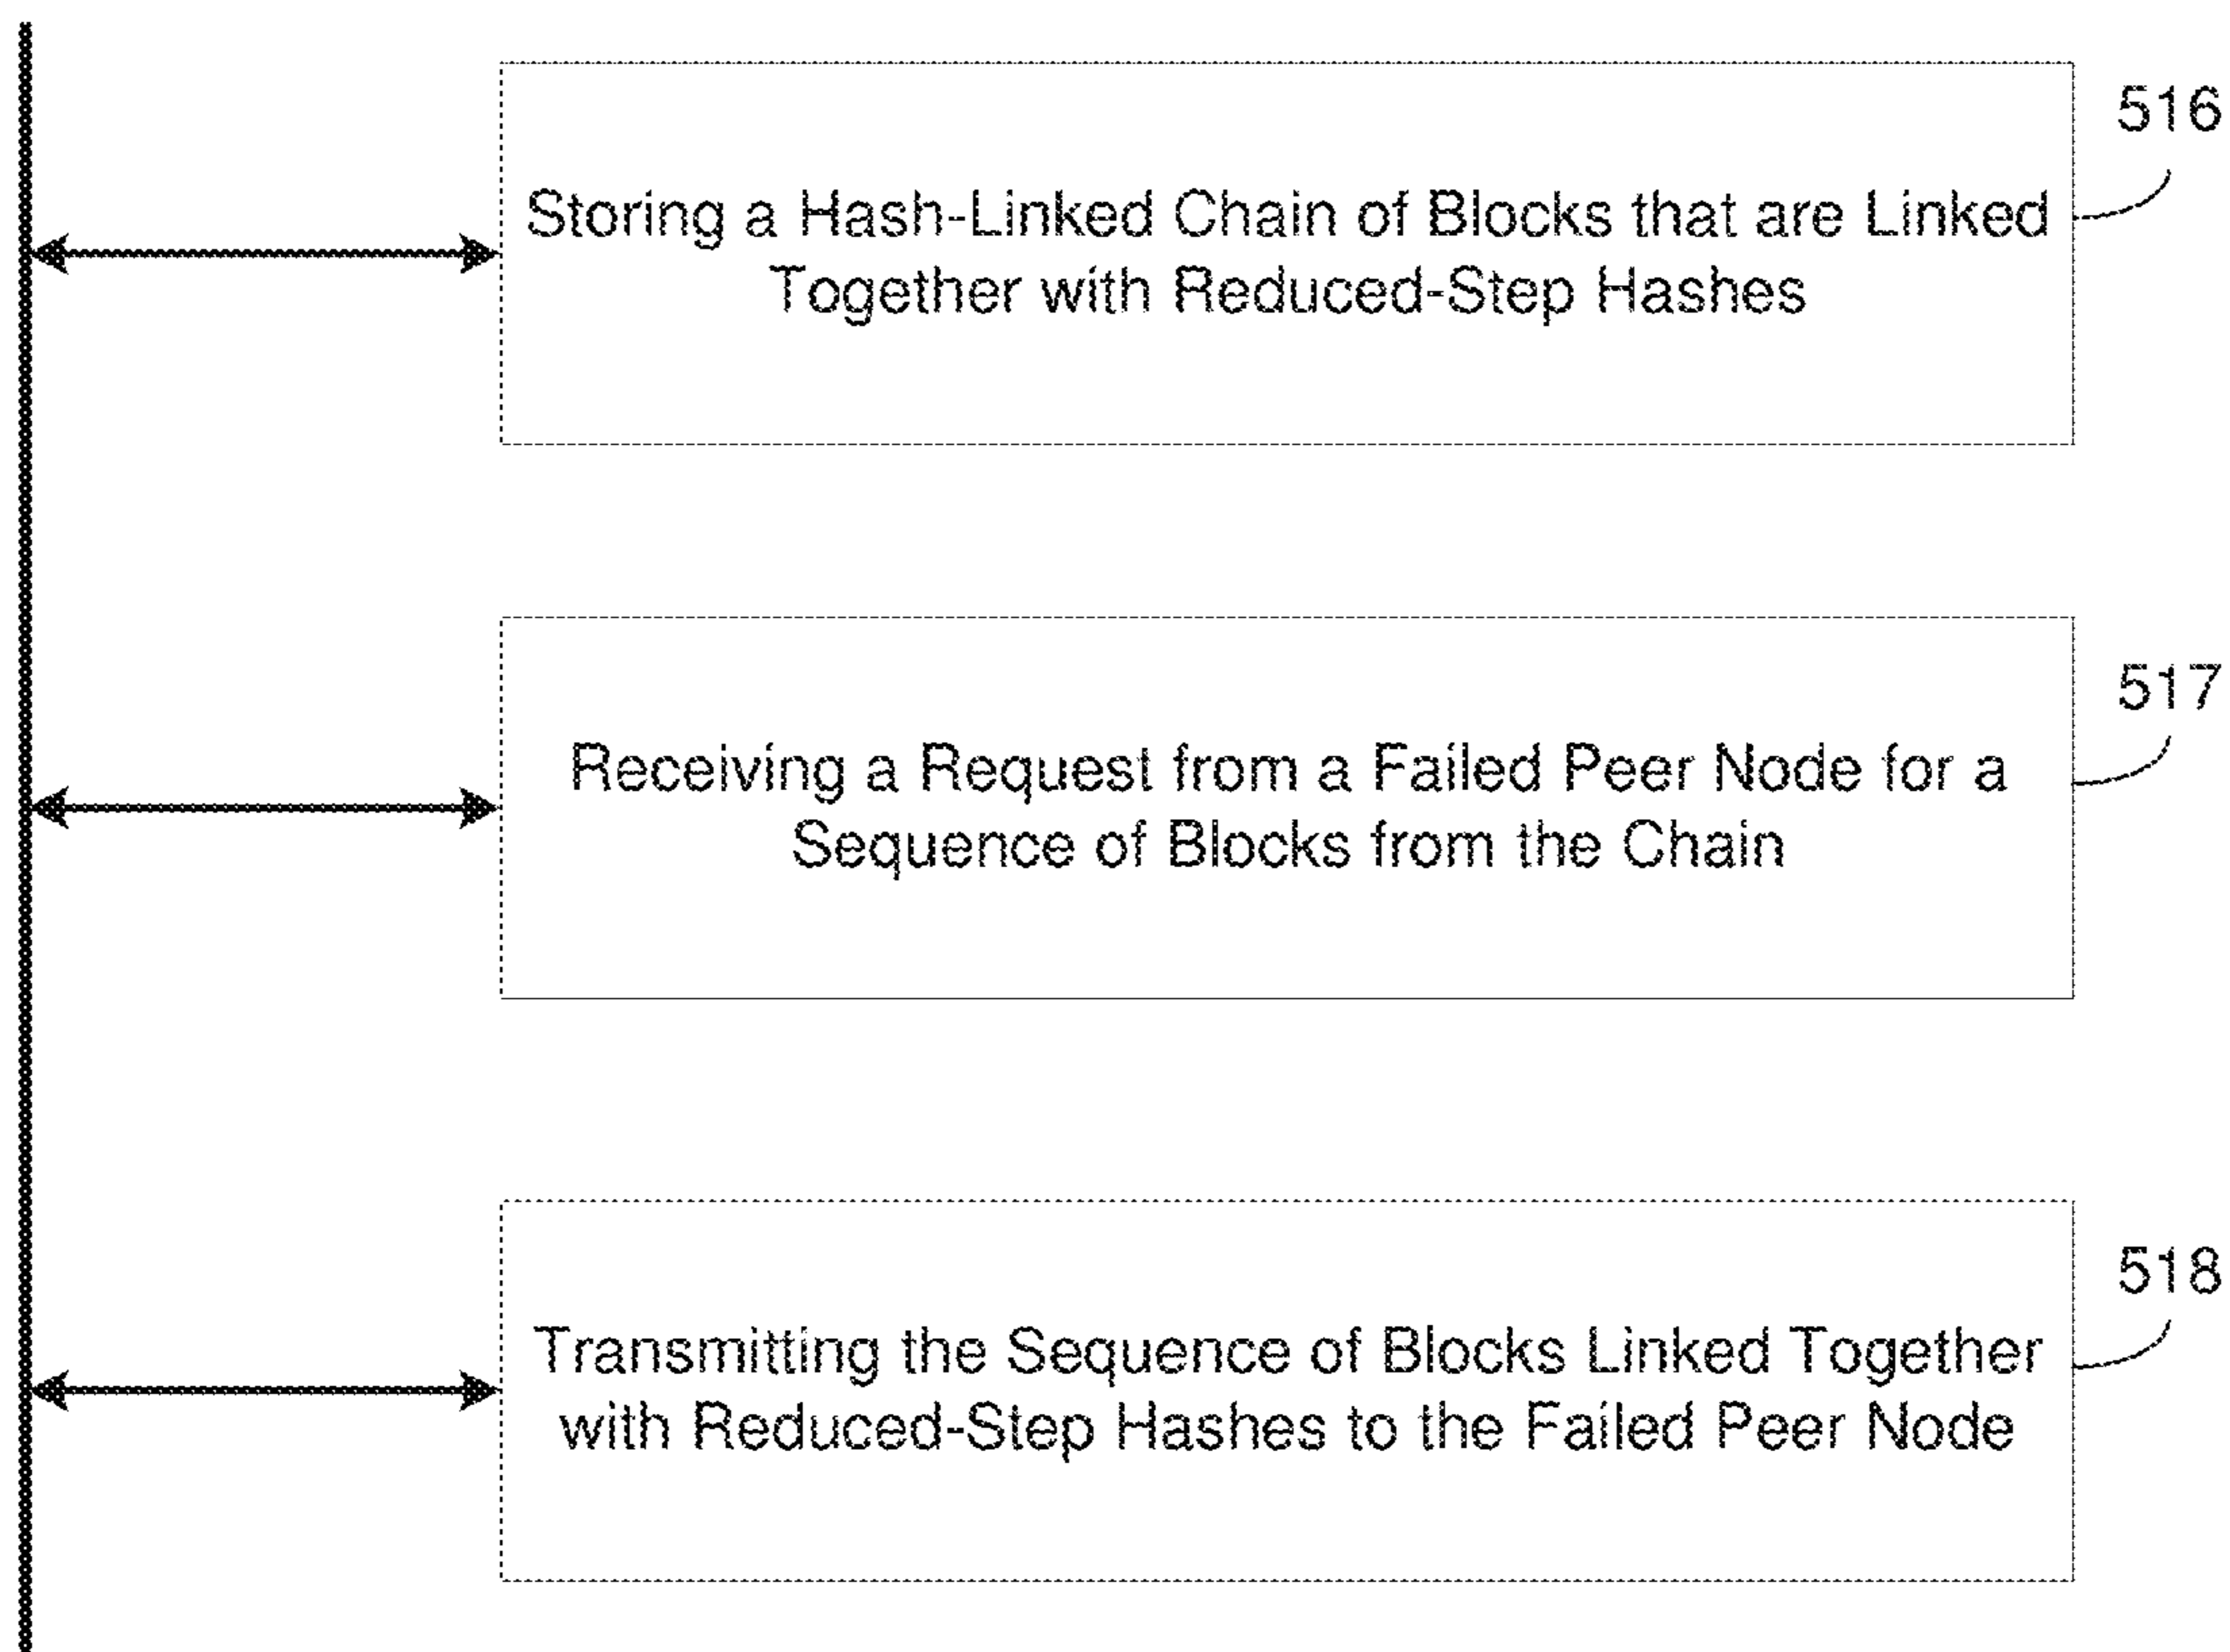 516
Storing a Hash-Linked Chain of Blocks that are Linked
Together with Reduced-Step Hashes
517
Receiving a Request from a Failed Peer Node for a
Sequence of Blocks from the Chain
518
Transmitting the Sequence of Blocks Linked Together
with Reduced-Step Hashes to the Failed Peer Node